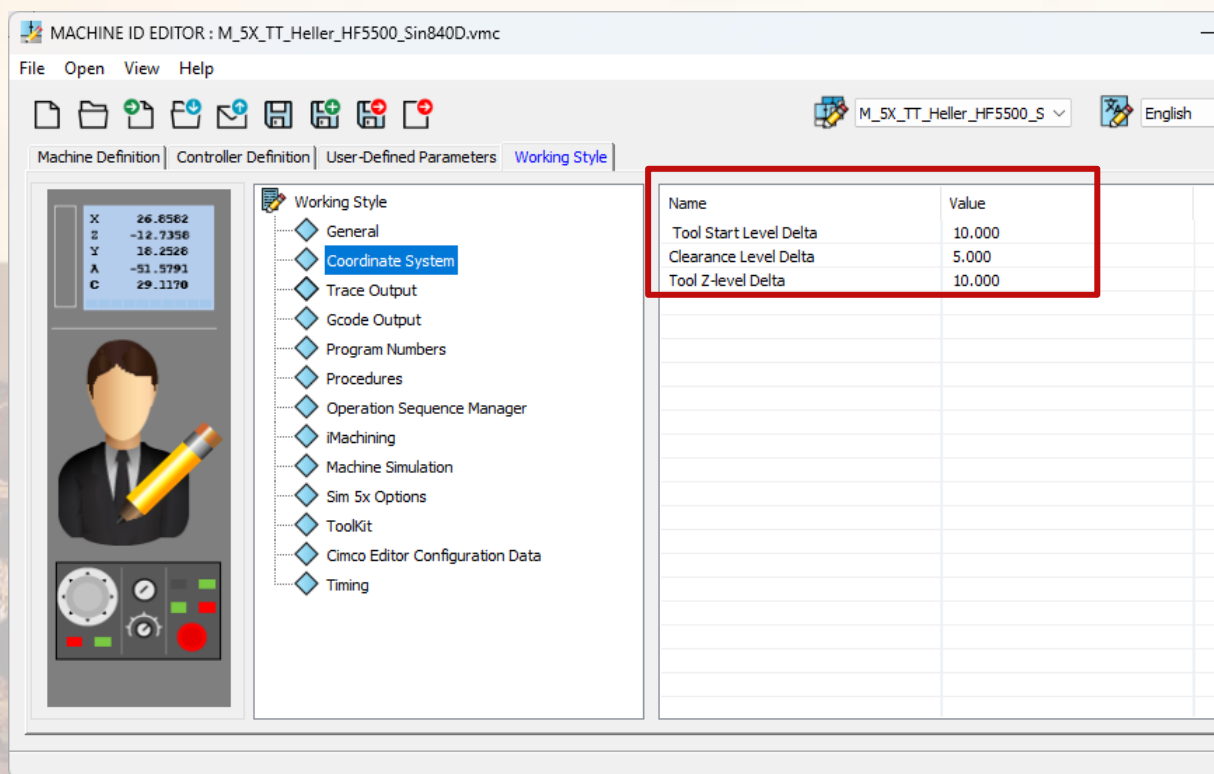 MACHINE ID EDITOR : M_5X_TT_Heller_HF5500_Sin840D.vmc
File Open View Help
M_5X_TT_Heller_HF5500_S English
Machine Definition Controller Definition User-Defined Parameters Working Style
X 26.8582
Z -12.7358
Y 18.2528
A -51.5791
C 29.1170
Working Style
General
Coordinate System
Trace Output
Gcode Output
Program Numbers
Procedures
Operation Sequence Manager
iMachining
Machine Simulation
Sim 5x Options
ToolKit
Cimco Editor Configuration Data
Timing
Name Value
Tool Start Level Delta 10.000
Clearance Level Delta 5.000
Tool Z-level Delta 10.000